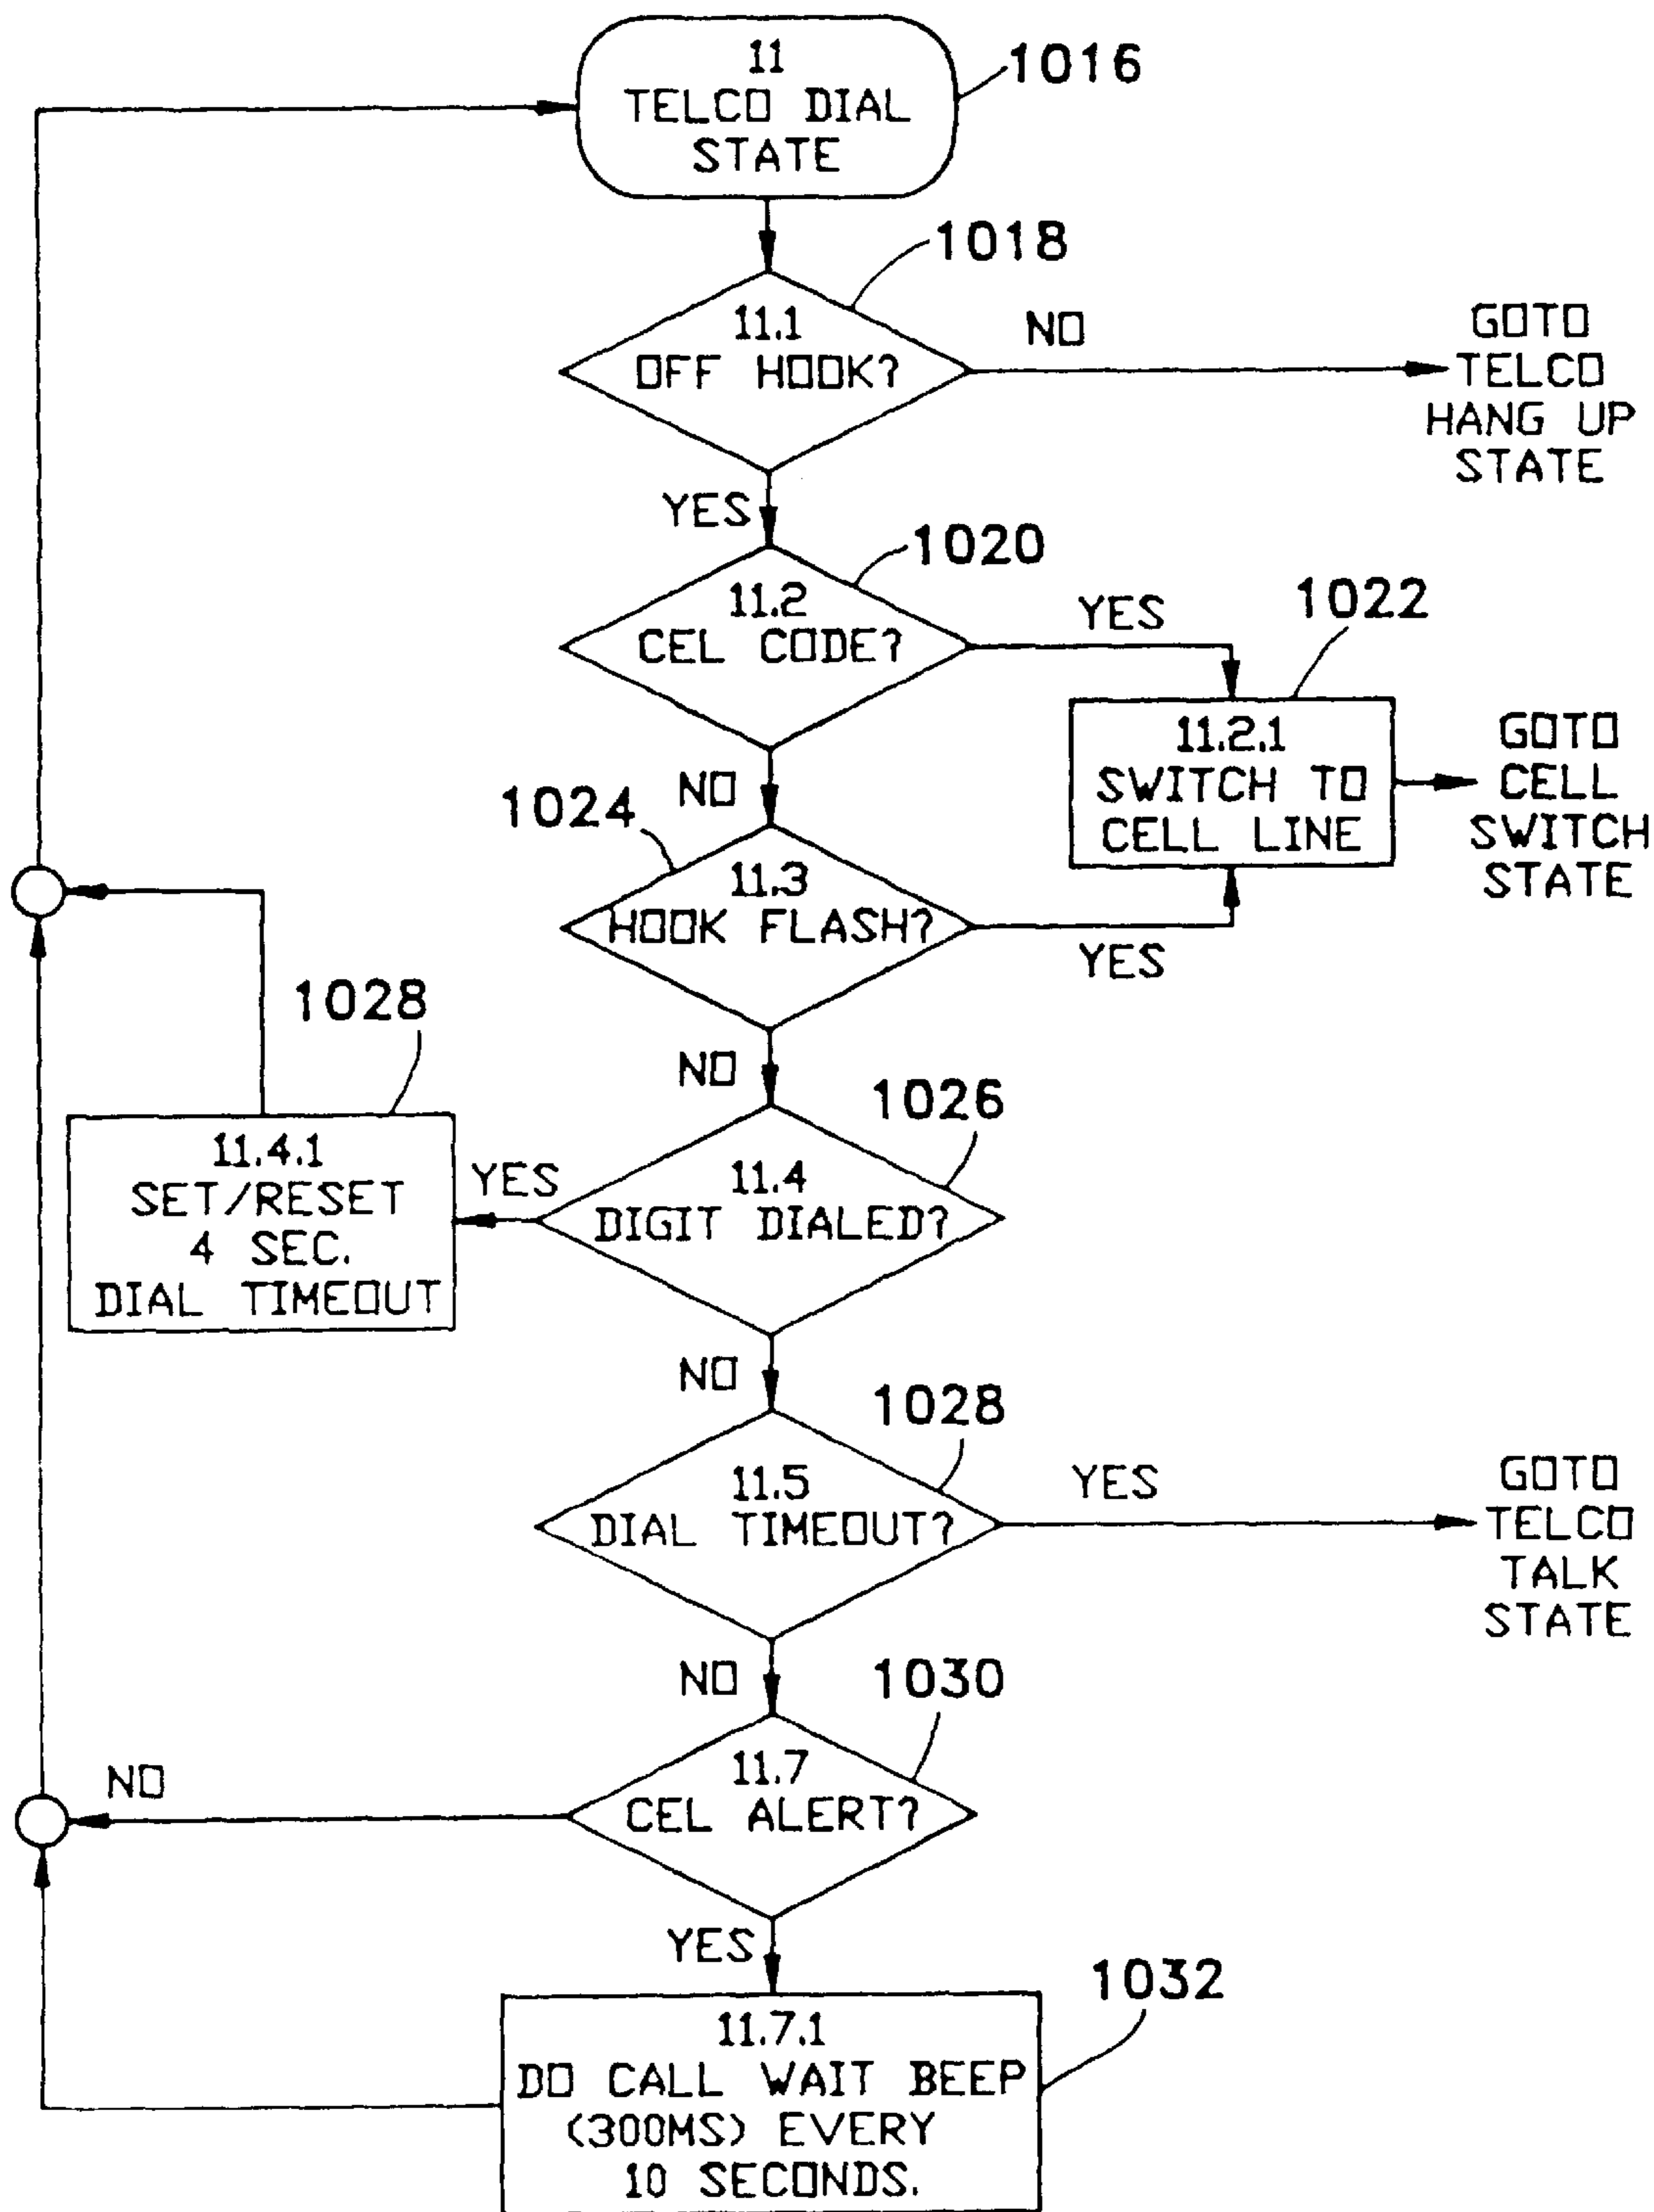 11
TELCO DIAL
STATE
1016
1018
11.1
OFF HOOK?
NO
GOTO
TELCO
HANG UP
STATE
YES
1020
11.2
CEL CODE?
YES
1022
11.2.1
SWITCH TO
CELL LINE
GOTO
CELL
SWITCH
STATE
NO
1024
11.3
HOOK FLASH?
YES
NO
1028
11.4.1
SET/RESET
4 SEC.
DIAL TIMEOUT
YES
1026
11.4
DIGIT DIALED?
NO
1028
11.5
DIAL TIMEOUT?
YES
GOTO
TELCO
TALK
STATE
NO
1030
11.7
CEL ALERT?
NO
YES
1032
11.7.1
DO CALL WAIT BEEP
(300MS) EVERY
10 SECONDS.